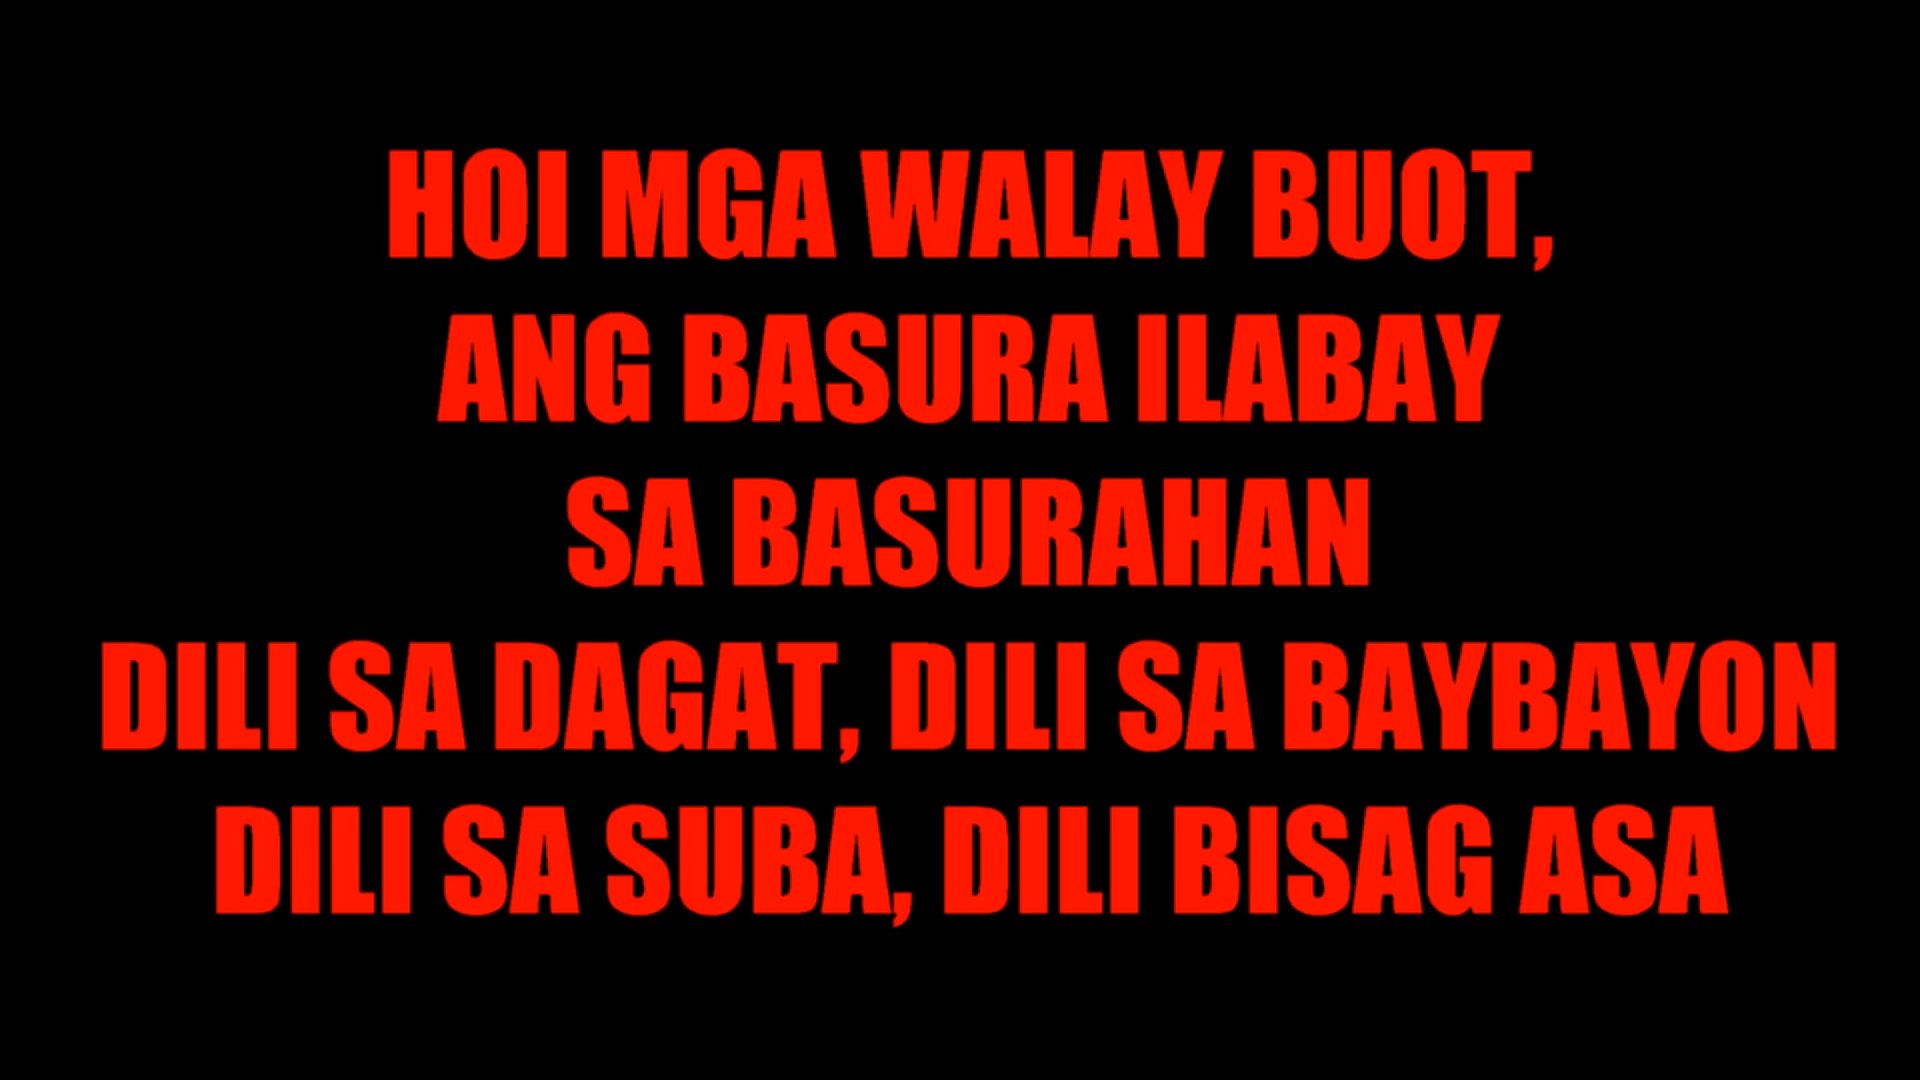 HOI MGA WALAY BUOT,
ANG BASURA ILABAY
SA BASURAHAN
DILI SA DAGAT, DILI SA BAYBAYON
DILI SA SUBA, DILI BISAG ASA